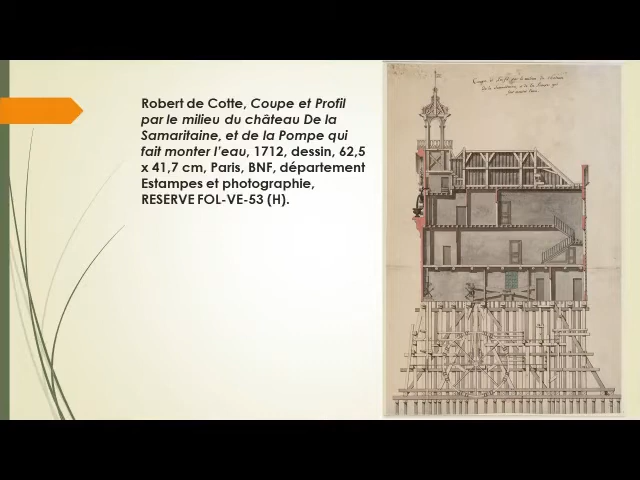 Robert de Cotte, Coupe et Profil
par le milieu du château De la
Samaritaine, et de la Pompe qui
fait monter l'eau, 1712, dessin, 62,5
x 41,7 cm, Paris, BNF, département
Estampes et photographie,
RESERVE FOL-VE-53 (H).